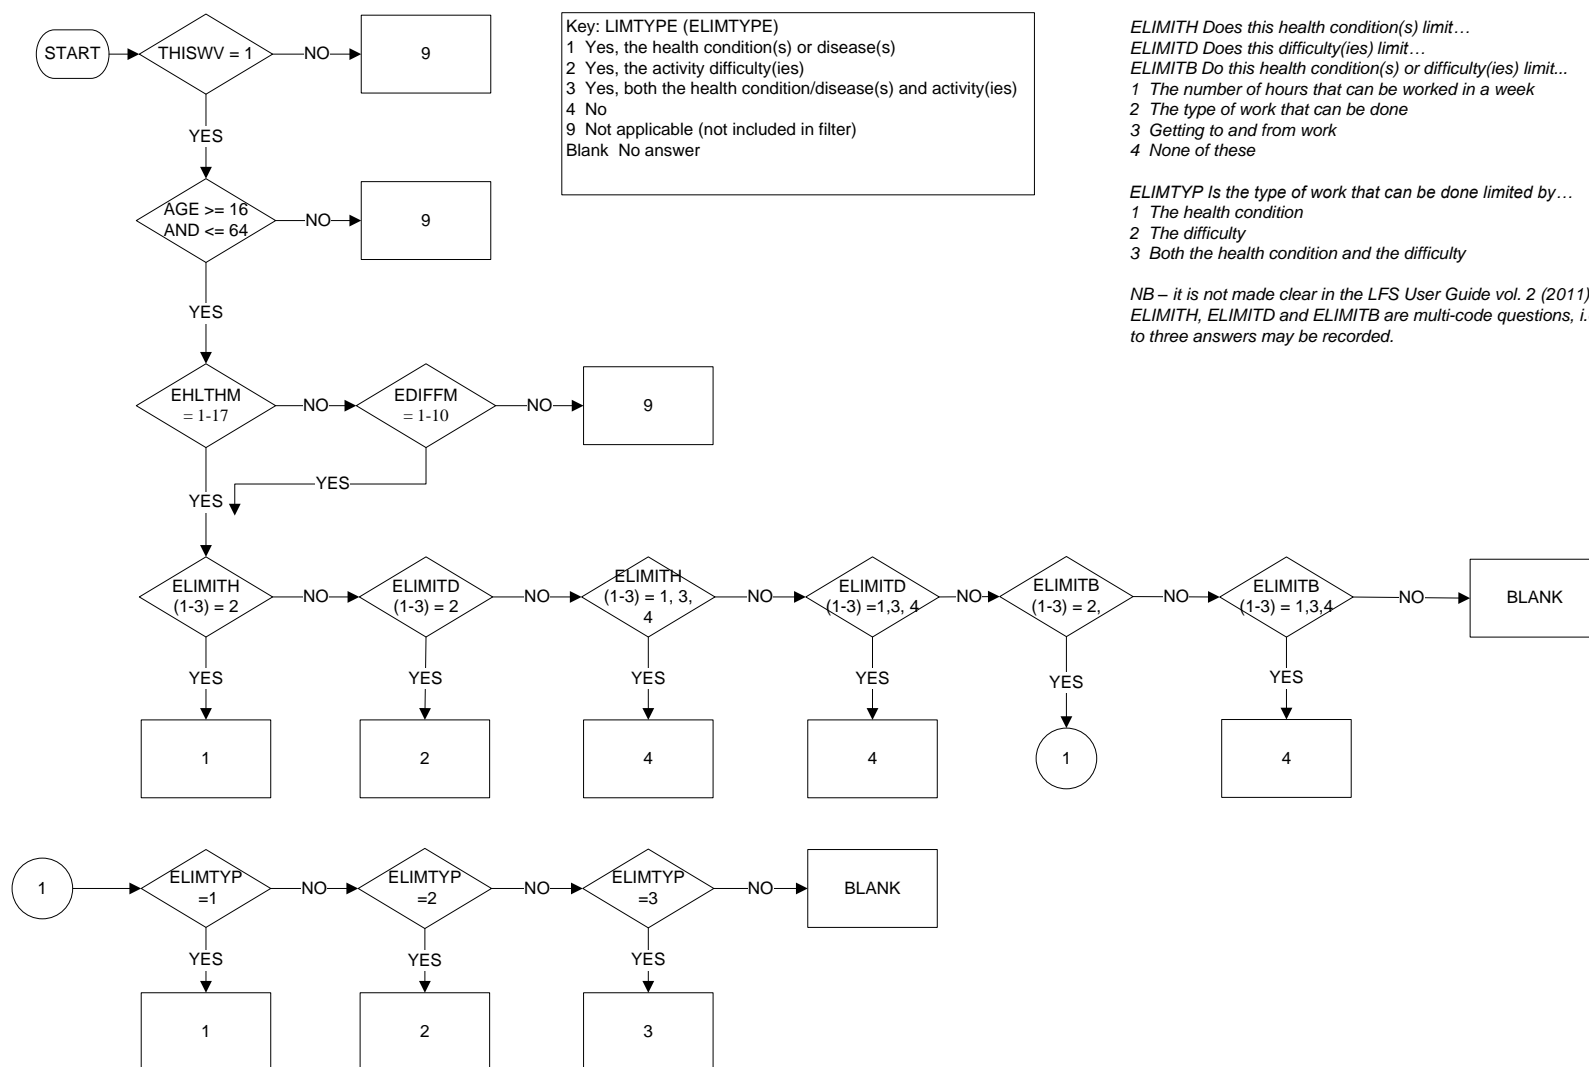 START
THISWV = 1
NO
9
YES
Key: LIMTYPE (ELIMTYPE)
1 Yes, the health condition(s) or disease(s)
2 Yes, the activity difficulty(ies)
3 Yes, both the health condition/disease(s) and activity(ies)
4 No
9 Not applicable (not included in filter)
Blank No answer
ELIMITH Does this health condition(s) limit…
ELIMITD Does this difficulty(ies) limit…
ELIMITB Do this health condition(s) or difficulty(ies) limit...
1 The number of hours that can be worked in a week
2 The type of work that can be done
3 Getting to and from work
4 None of these
ELIMTYP Is the type of work that can be done limited by…
1 The health condition
2 The difficulty
3 Both the health condition and the difficulty
NB – it is not made clear in the LFS User Guide vol. 2 (2011)
ELIMITH, ELIMITD and ELIMITB are multi-code questions, i.
to three answers may be recorded.
AGE >= 16
AND <= 64
NO
9
YES
EHLTHM
= 1-17
NO
EDIFFM
= 1-10
NO
9
YES
YES
ELIMITH
(1-3) = 2
NO
ELIMITD
(1-3) = 2
NO
ELIMITH
(1-3) = 1, 3,
4
NO
ELIMITD
(1-3) =1,3, 4
NO
ELIMITB
(1-3) = 2,
NO
ELIMITB
(1-3) = 1,3,4
NO
BLANK
YES
YES
YES
YES
YES
YES
1
2
4
4
1
4
1
ELIMTYP
=1
NO
ELIMTYP
=2
NO
ELIMTYP
=3
NO
BLANK
YES
YES
YES
1
2
3